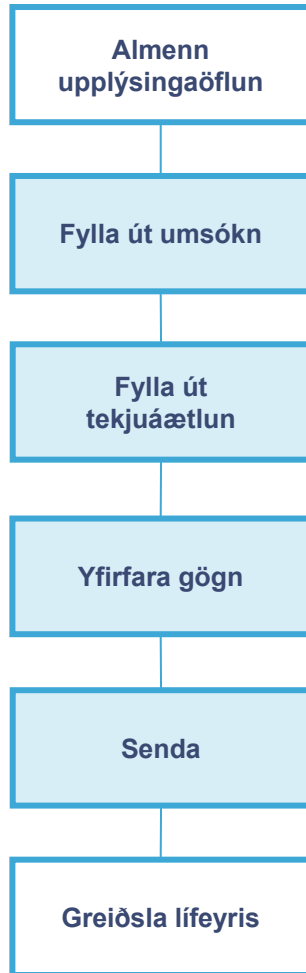 Almenn
upplýsingaöflun
Fylla út umsókn
Fylla út
tekjuáætlun
Yfirfara gögn
Senda
Greiðsla lífeyris